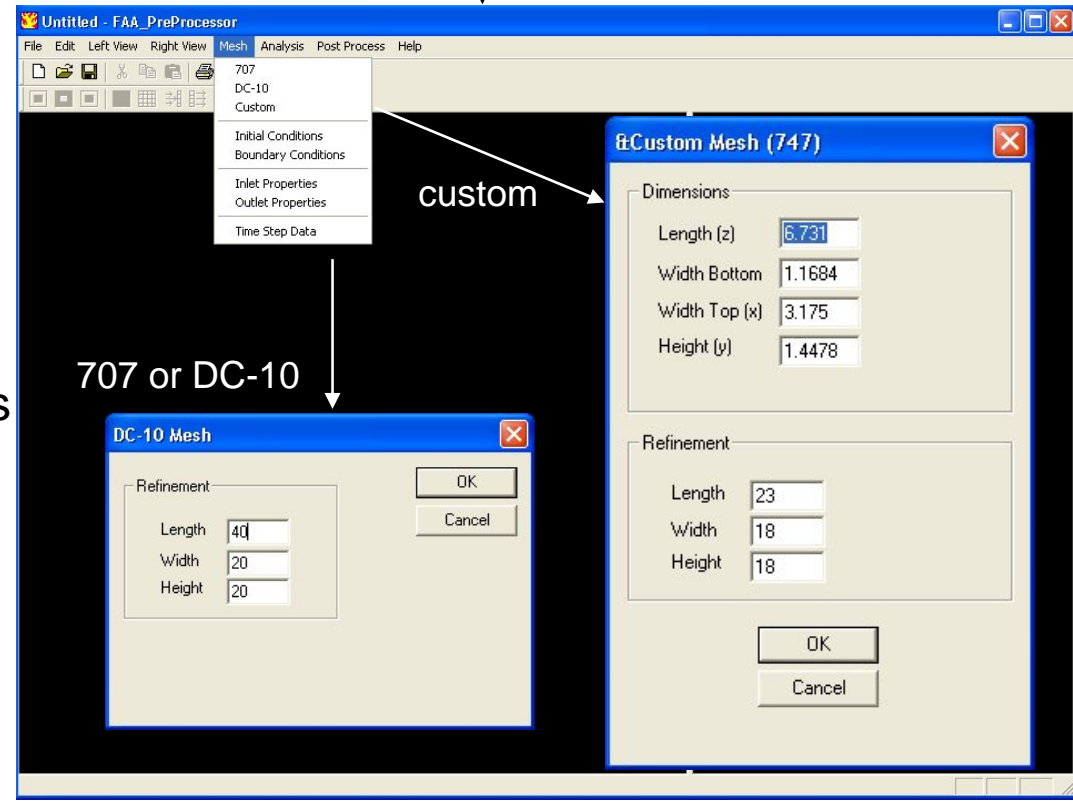 Untitled - FAA_PreProcessor
File Edit Left View Right View Mesh Analysis Post Process Help
707
DC-10
Custom
Initial Conditions
Boundary Conditions
Inlet Properties
Outlet Properties
Time Step Data
custom
&Custom Mesh (747)
Dimensions
Length (z) 6.731
Width Bottom 1.1684
Width Top (x) 3.175
Height (y) 1.4478
Refinement
Length 23
Width 18
Height 18
OK
Cancel
707 or DC-10
s
DC-10 Mesh
Refinement
Length 40
Width 20
Height 20
OK
Cancel